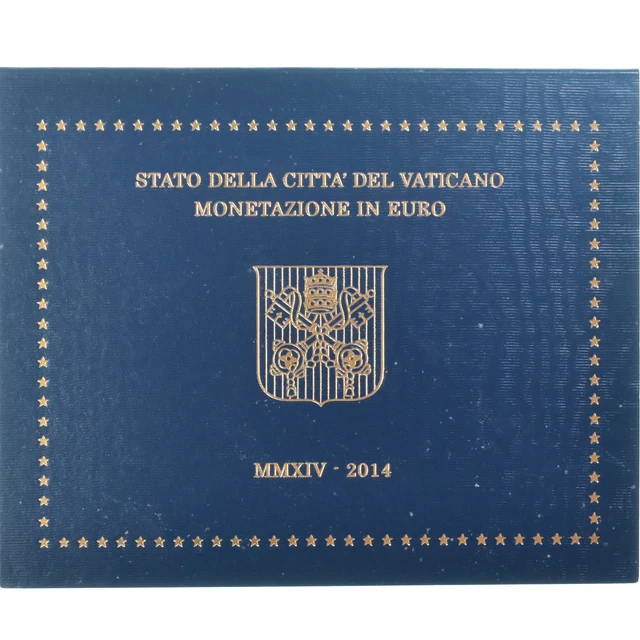 STATO DELLA CITTA' DEL VATICANO
MONETAZIONE IN EURO
MMXIV - 2014